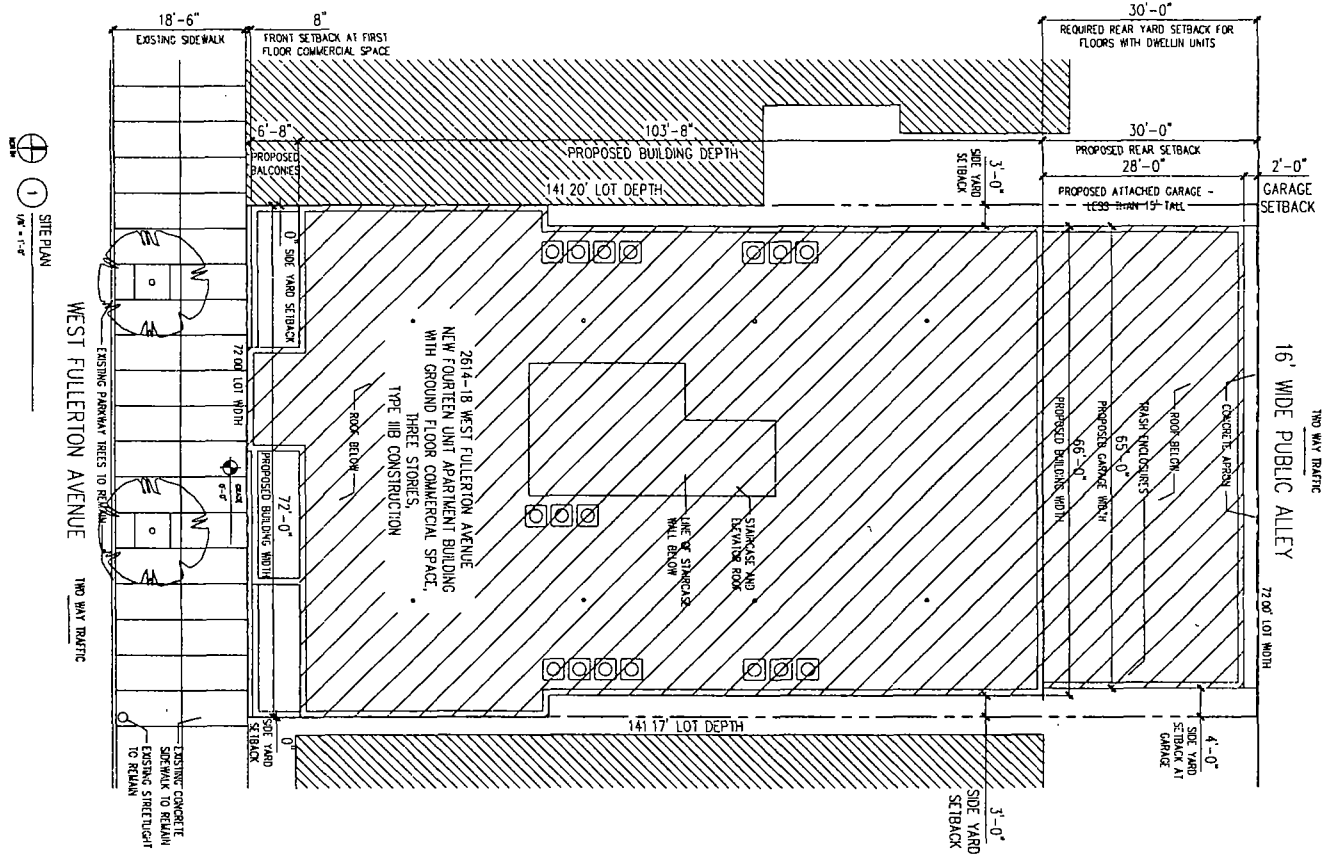 18'-6"
EXISTING SIDEWALK
8"
FRONT SETBACK AT FIRST
FLOOR COMMERCIAL SPACE
30'-0"
REQUIRED REAR YARD SETBACK FOR
FLOORS WITH DWELLIN UNITS
6'-8"
PROPOSED
BALCONIES
103'-8"
PROPOSED BUILDING DEPTH
30'-0"
PROPOSED REAR SETBACK
28'-0"
PROPOSED ATTACHED GARAGE -
LESS THAN 15' TALL
2'-0"
GARAGE
SETBACK
3'-0"
SIDE YARD
SETBACK
141 20' LOT DEPTH
0" SIDE YARD SETBACK
NORTH
1
SITE PLAN
1/8" = 1'-0"
WEST FULLERTON AVENUE
TWO WAY TRAFFIC
EXISTING PARKWAY TREES TO REMAIN
72 00' LOT WIDTH
GRADE
0'-0"
72'-0"
PROPOSED BUILDING WIDTH
2614-18 WEST FULLERTON AVENUE
NEW FOURTEEN UNIT APARTMENT BUILDING
WITH GROUND FLOOR COMMERCIAL SPACE,
THREE STORIES,
TYPE IIIB CONSTRUCTION
ROOF BELOW
STAIRCASE AND
ELEVATOR ROOF
LINE OF STAIRCASE
WALL BELOW
CONCRETE APRON
ROOF BELOW
TRASH ENCLOSURES
65'-0"
PROPOSED GARAGE WIDTH
66'-0"
PROPOSED BUILDING WIDTH
TWO WAY TRAFFIC
16' WIDE PUBLIC ALLEY
72 00' LOT WIDTH
141 17' LOT DEPTH
0"
SIDE YARD
SETBACK
EXISTING CONCRETE
SIDEWALK TO REMAIN
EXISTING STREETLIGHT
TO REMAIN
4'-0"
SIDE YARD
SETBACK AT
GARAGE
3'-0"
SIDE YARD
SETBACK